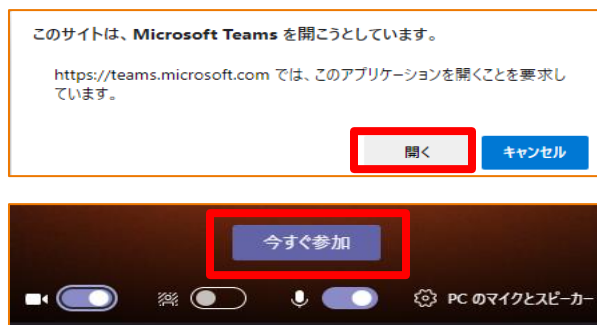 このサイトは、Microsoft Teams を開こうとしています。
https://teams.microsoft.com では、このアプリケーションを開くことを要求し
ています。
開く
キャンセル
今すぐ参加
PC のマイクとスピーカー